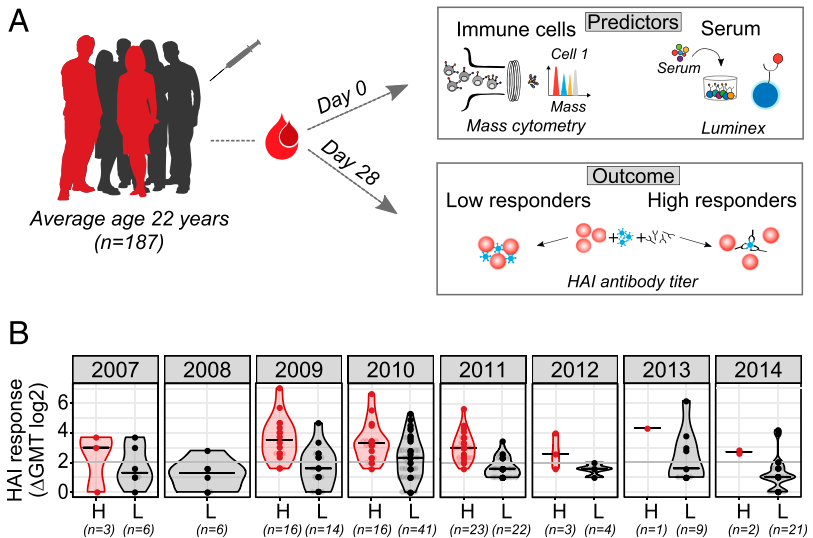 A
Average age 22 years
(n=187)
Day 0
Day 28
Predictors
Immune cells
Serum
Cell 1
Mass
Mass cytometry
Serum
Luminex
Outcome
Low responders
High responders
HAI antibody titer
B
2007 2008 2009 2010 2011 2012 2013 2014
HAI response
(ΔGMT log2)
6
4
2
0
H L L H L H L H L H L H L H L
(n=3) (n=6) (n=6) (n=16) (n=14) (n=16) (n=41) (n=23) (n=22) (n=3) (n=4) (n=1) (n=9) (n=2) (n=21)